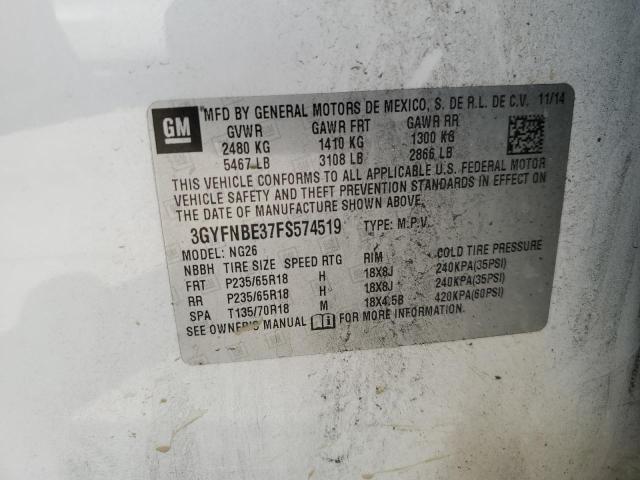 GM
MFD BY GENERAL MOTORS DE MEXICO, S. DE R.L. DE C.V. 11/14
GVWR GAWR FRT GAWR RR
2480 KG 1410 KG 1300 KG
5467 LB 3108 LB 2866 LB
THIS VEHICLE CONFORMS TO ALL APPLICABLE U.S. FEDERAL MOTOR
VEHICLE SAFETY AND THEFT PREVENTION STANDARDS IN EFFECT ON
THE DATE OF MANUFACTURE SHOWN ABOVE.
3GYFNBE37FS574519 TYPE: M.P.V.
MODEL: NG26
NBBH TIRE SIZE SPEED RTG RIM COLD TIRE PRESSURE
FRT P235/65R18 H 18X8J 240KPA(35PSI)
RR P235/65R18 H 18X8J 240KPA(35PSI)
SPA T135/70R18 M 18X4.5B 420KPA(60PSI)
SEE OWNER'S MANUAL FOR MORE INFORMATION